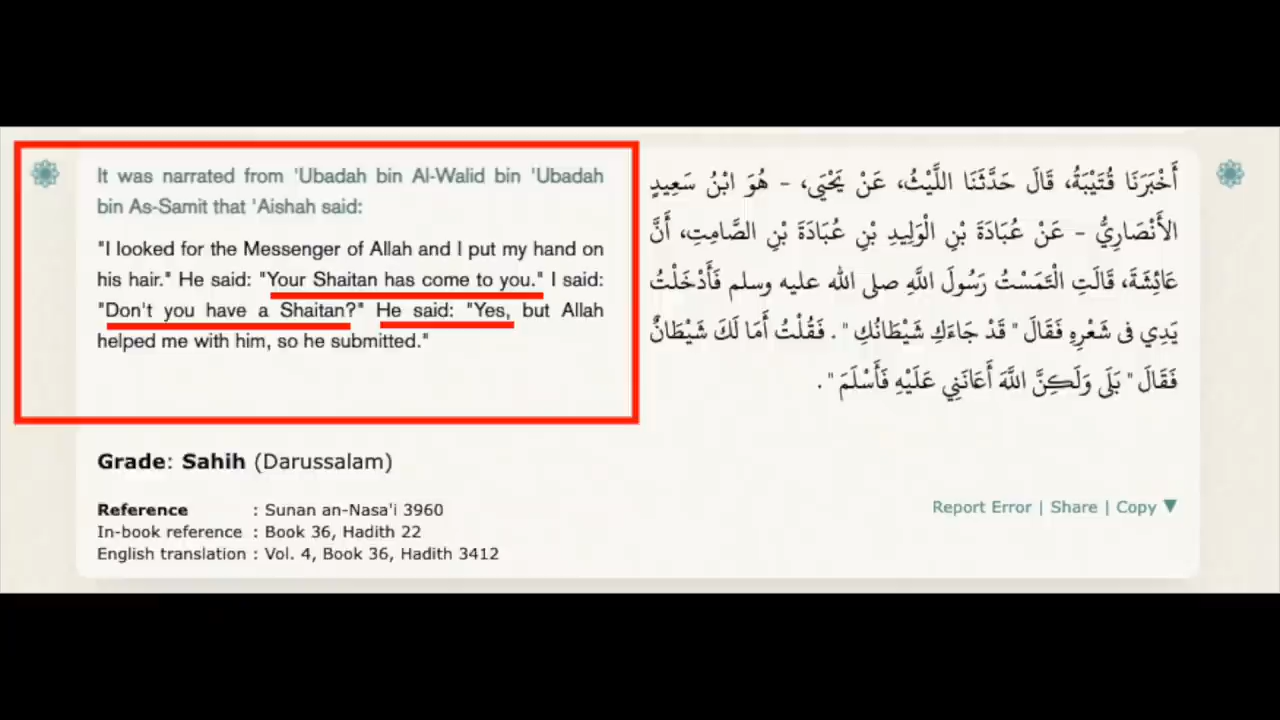 It was narrated from 'Ubadah bin Al-Walid bin 'Ubadah
bin As-Samit that 'Aishah said:
"I looked for the Messenger of Allah and I put my hand on
his hair." He said: "Your Shaitan has come to you." I said:
"Don't you have a Shaitan?" He said: "Yes, but Allah
helped me with him, so he submitted."
أَخْبَرَنَا قُتَيْبَةُ، قَالَ حَدَّثَنَا اللَّيْثُ، عَنْ يَحْيَى، - هُوَ ابْنُ سَعِيدٍ
الأَنْصَارِيُّ - عَنْ عُبَادَةَ بْنِ الْوَلِيدِ بْنِ عُبَادَةَ بْنِ الصَّامِتِ، أَنَّ
عَائِشَةَ، قَالَتِ الْتَمَسْتُ رَسُولَ اللَّهِ صلى الله عليه وسلم فَأَدْخَلْتُ
يَدِي فِي شَعْرِهِ فَقَالَ " قَدْ جَاءَكِ شَيْطَانُكِ " . فَقُلْتُ أَمَا لَكَ شَيْطَانٌ
فَقَالَ " بَلَى وَلَكِنَّ اللَّهَ أَعَانَنِي عَلَيْهِ فَأَسْلَمَ " .
Grade: Sahih (Darussalam)
Reference : Sunan an-Nasa'i 3960
In-book reference : Book 36, Hadith 22
English translation : Vol. 4, Book 36, Hadith 3412
Report Error | Share | Copy ▼